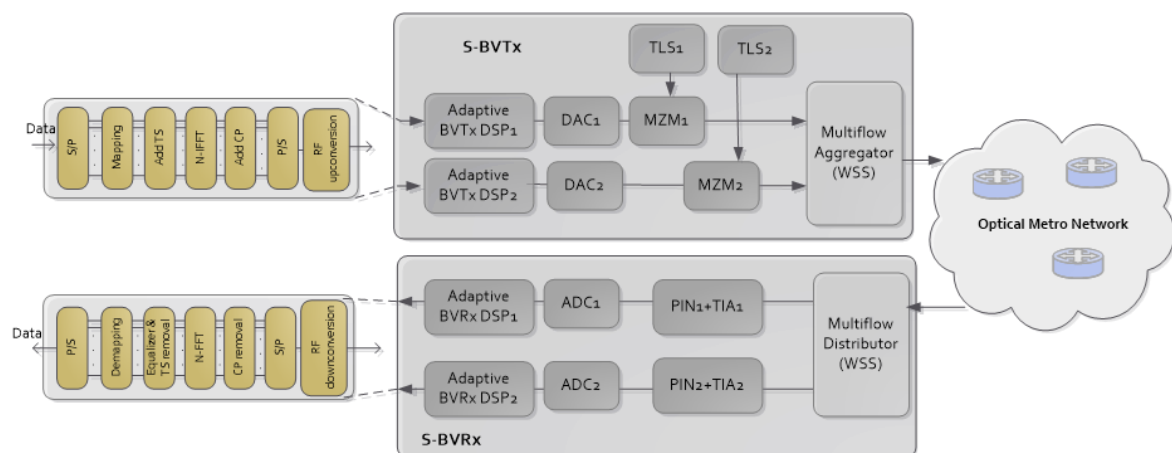 S-BVTx
TLS1
TLS2
Data
S/P
Mapping
Add TS
N-IFFT
Add CP
P/S
RF
upconversion
Adaptive
BVTx DSP1
DAC1
MZM1
Adaptive
BVTx DSP2
DAC2
MZM2
Multiflow
Aggregator
(WSS)
Optical Metro Network
Data
P/S
Demapping
Equalizer &
TS removal
N-FFT
CP removal
S/P
RF
downconversion
Adaptive
BVRx DSP1
ADC1
PIN1+TIA1
Adaptive
BVRx DSP2
ADC2
PIN2+TIA2
Multiflow
Distributor
(WSS)
S-BVRx